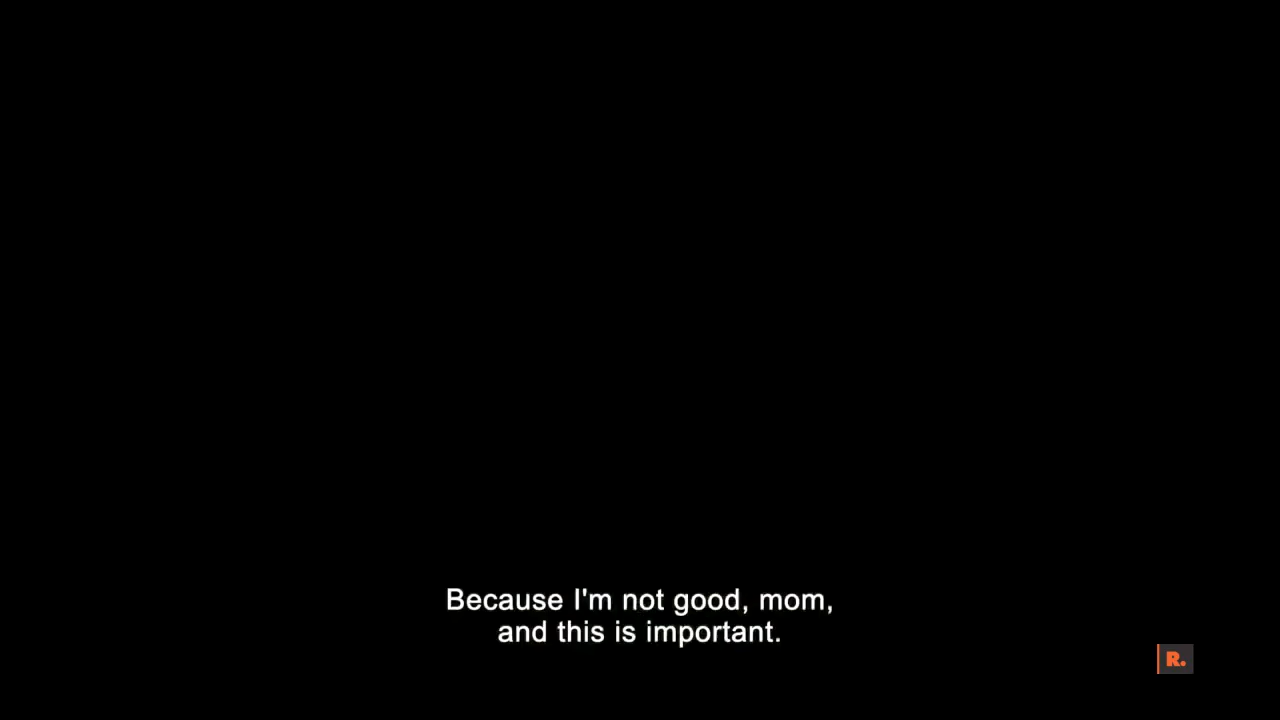 Because I'm not good, mom,
and this is important.
R.